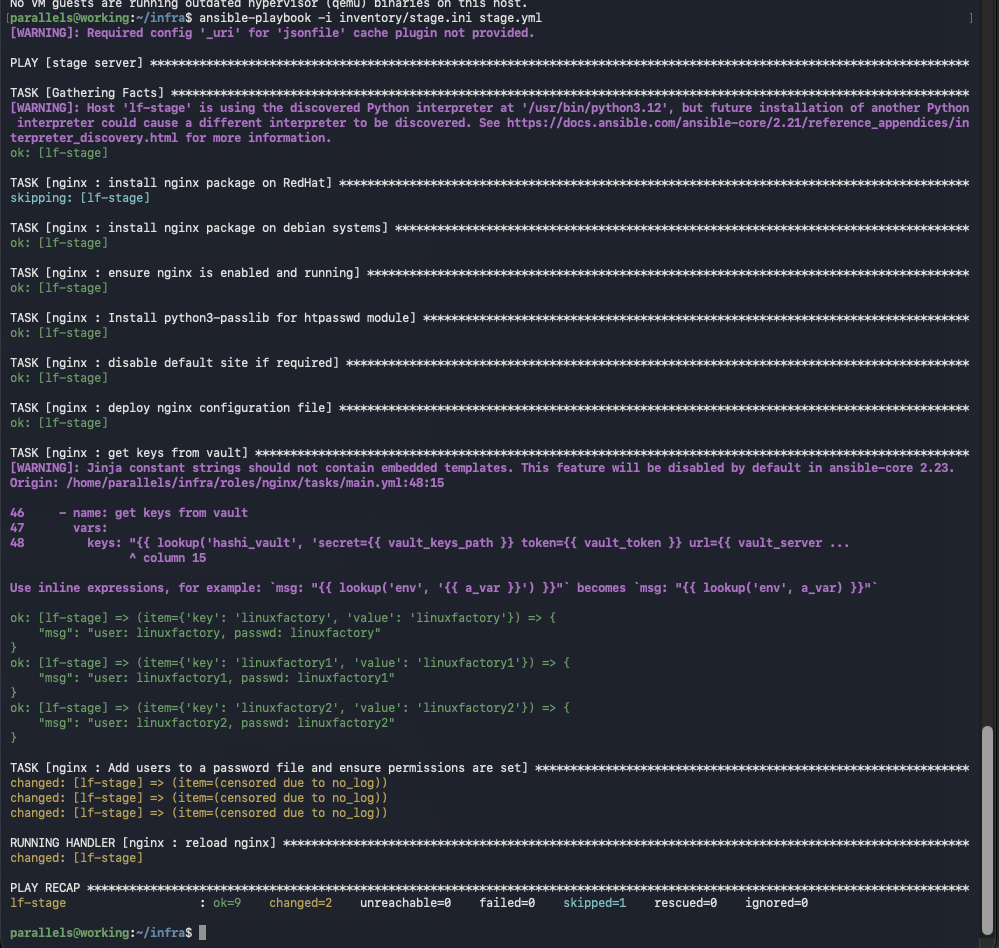 No VM guests are running outdated hypervisor (qemu) binaries on this host.
[parallels@working:~/infra$ ansible-playbook -i inventory/stage.ini stage.yml ]
[WARNING]: Required config '_uri' for 'jsonfile' cache plugin not provided.
PLAY [stage server] *********************************************************************************************************************
TASK [Gathering Facts] ******************************************************************************************************************
[WARNING]: Host 'lf-stage' is using the discovered Python interpreter at '/usr/bin/python3.12', but future installation of another Python
interpreter could cause a different interpreter to be discovered. See https://docs.ansible.com/ansible-core/2.21/reference_appendices/in
terpreter_discovery.html for more information.
ok: [lf-stage]
TASK [nginx : install nginx package on RedHat] ******************************************************************************************
skipping: [lf-stage]
TASK [nginx : install nginx package on debian systems] **********************************************************************************
ok: [lf-stage]
TASK [nginx : ensure nginx is enabled and running] **************************************************************************************
ok: [lf-stage]
TASK [nginx : Install python3-passlib for htpasswd module] ******************************************************************************
ok: [lf-stage]
TASK [nginx : disable default site if required] *****************************************************************************************
ok: [lf-stage]
TASK [nginx : deploy nginx configuration file] ******************************************************************************************
ok: [lf-stage]
TASK [nginx : get keys from vault] ******************************************************************************************************
[WARNING]: Jinja constant strings should not contain embedded templates. This feature will be disabled by default in ansible-core 2.23.
Origin: /home/parallels/infra/roles/nginx/tasks/main.yml:48:15
46     - name: get keys from vault
47       vars:
48         keys: "{{ lookup('hashi_vault', 'secret={{ vault_keys_path }} token={{ vault_token }} url={{ vault_server ...
                 ^ column 15
Use inline expressions, for example: `msg: "{{ lookup('env', '{{ a_var }}') }}"` becomes `msg: "{{ lookup('env', a_var) }}"`
ok: [lf-stage] => (item={'key': 'linuxfactory', 'value': 'linuxfactory'}) => {
    "msg": "user: linuxfactory, passwd: linuxfactory"
}
ok: [lf-stage] => (item={'key': 'linuxfactory1', 'value': 'linuxfactory1'}) => {
    "msg": "user: linuxfactory1, passwd: linuxfactory1"
}
ok: [lf-stage] => (item={'key': 'linuxfactory2', 'value': 'linuxfactory2'}) => {
    "msg": "user: linuxfactory2, passwd: linuxfactory2"
}
TASK [nginx : Add users to a password file and ensure permissions are set] **************************************************************
changed: [lf-stage] => (item=(censored due to no_log))
changed: [lf-stage] => (item=(censored due to no_log))
changed: [lf-stage] => (item=(censored due to no_log))
RUNNING HANDLER [nginx : reload nginx] **************************************************************************************************
changed: [lf-stage]
PLAY RECAP ******************************************************************************************************************************
lf-stage                   : ok=9    changed=2    unreachable=0    failed=0    skipped=1    rescued=0    ignored=0
parallels@working:~/infra$